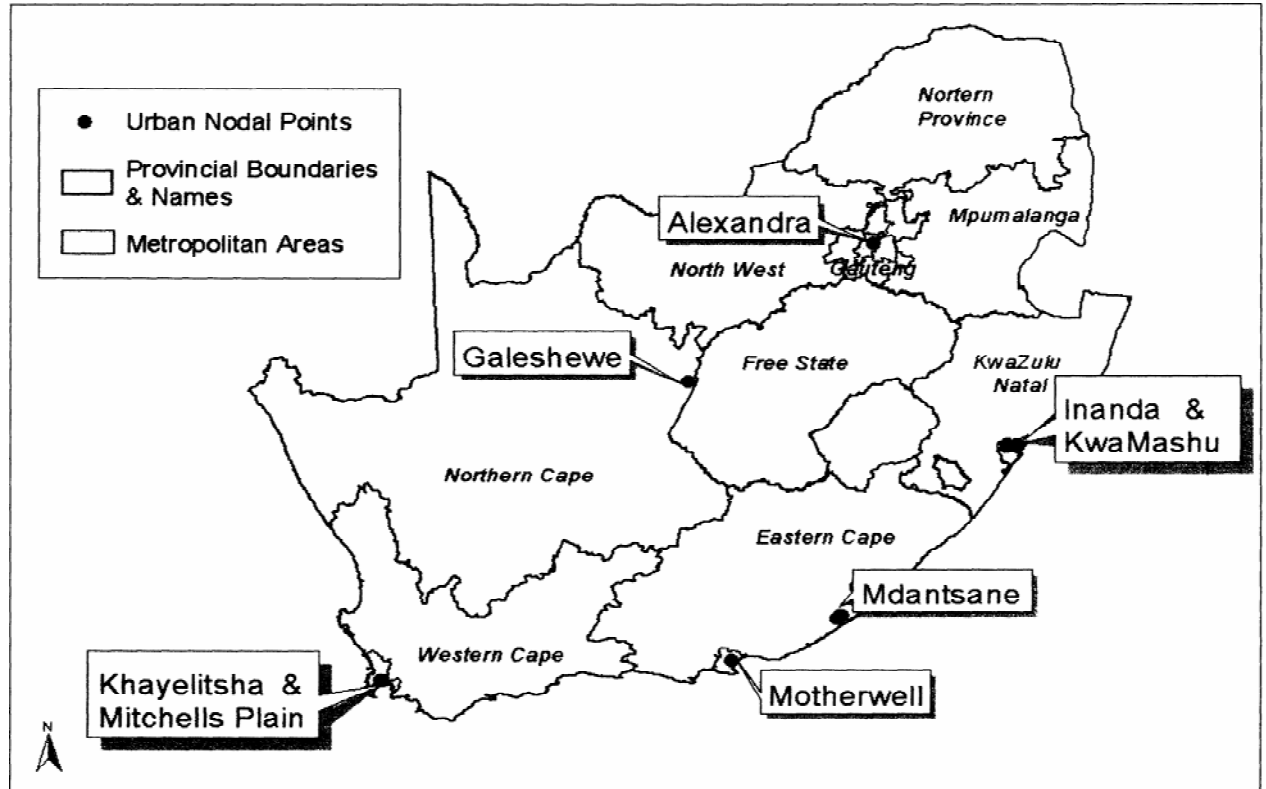 Urban Nodal Points
Provincial Boundaries
& Names
Metropolitan Areas
Nortern
Province
Alexandra
Mpumalanga
North West
Gauteng
Galeshewe
Free State
KwaZulu
Natal
Inanda &
KwaMashu
Northern Cape
Eastern Cape
Mdantsane
Western Cape
Khayelitsha &
Mitchells Plain
Motherwell
N